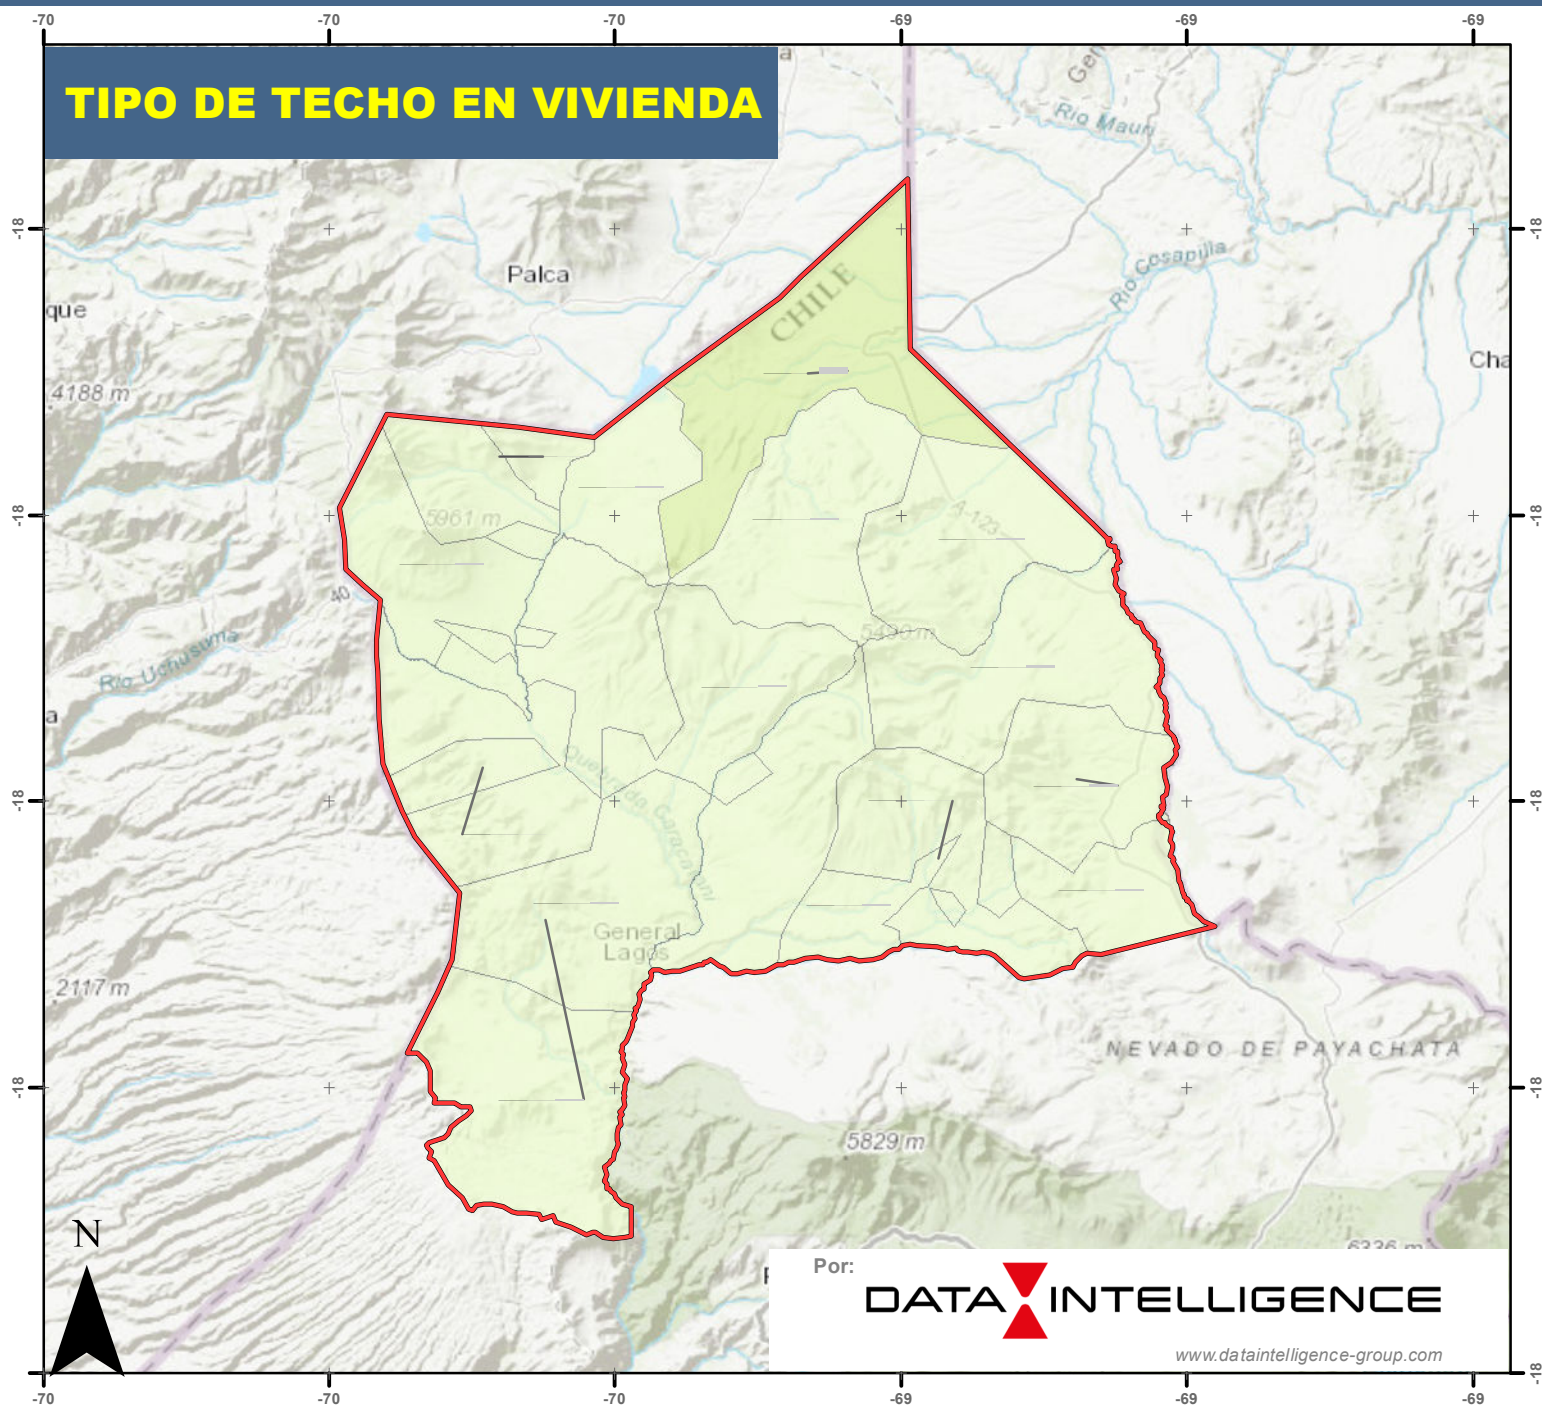 -70 -70 -70 -69 -69 -69
TIPO DE TECHO EN VIVIENDA
a
Gen
Río Mauri
-18 -18
Río Cosapilla
Palca
CHILE
que
Cha
4188 m
-18 -18
5961 m
A-123
40
5490 m
Río Uchusuma
a
Quebrada Caracarani
-18 -18
General
Lagos
2117 m
NEVADO DE PAYACHATA
-18 -18
5829 m
N
6336 m
Por:
DATA INTELLIGENCE
www.dataintelligence-group.com
-18
-70 -70 -70 -69 -69 -69